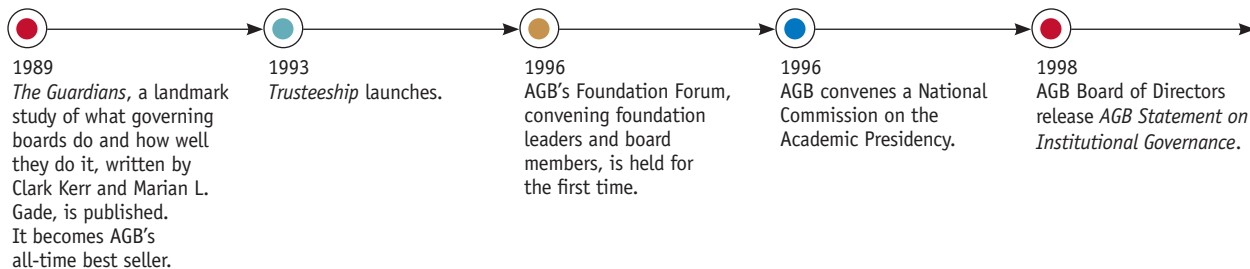 1989
The Guardians, a landmark
study of what governing
boards do and how well
they do it, written by
Clark Kerr and Marian L.
Gade, is published.
It becomes AGB's
all-time best seller.
1993
Trusteeship launches.
1996
AGB's Foundation Forum,
convening foundation
leaders and board
members, is held for
the first time.
1996
AGB convenes a National
Commission on the
Academic Presidency.
1998
AGB Board of Directors
release AGB Statement on
Institutional Governance.